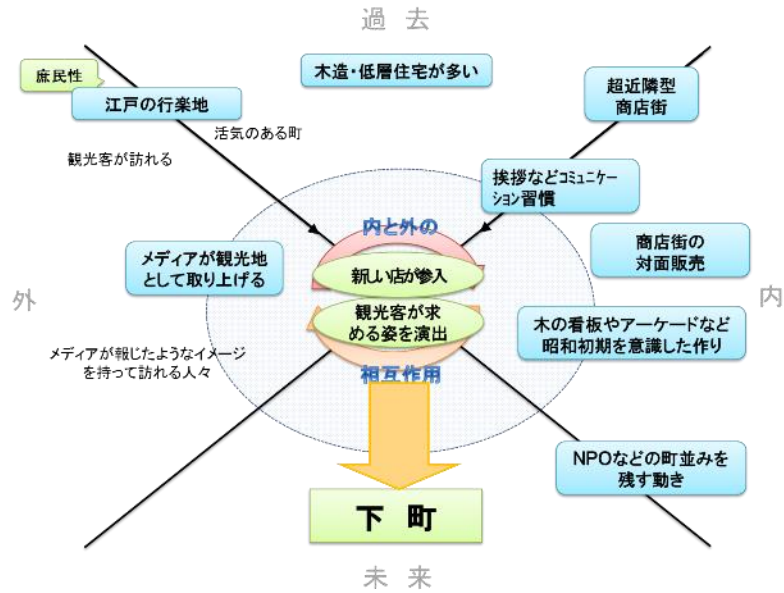 過 去
庶民性
木造・低層住宅が多い
江戸の行楽地
超近隣型
商店街
活気のある町
観光客が訪れる
挨拶などコミュニケー
ション習慣
内と外の
商店街の
対面販売
メディアが観光地
として取り上げる
新しい店が参入
外
内
観光客が求
める姿を演出
木の看板やアーケードなど
昭和初期を意識した作り
メディアが報じたようなイメージ
を持って訪れる人々
相互作用
NPOなどの町並みを
残す動き
下 町
未 来